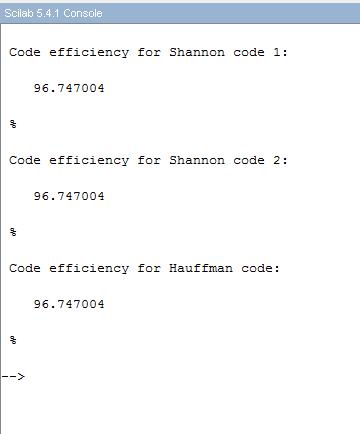 Scilab 5.4.1 Console
Code efficiency for Shannon code 1:
96.747004
%
Code efficiency for Shannon code 2:
96.747004
%
Code efficiency for Hauffman code:
96.747004
%
-->